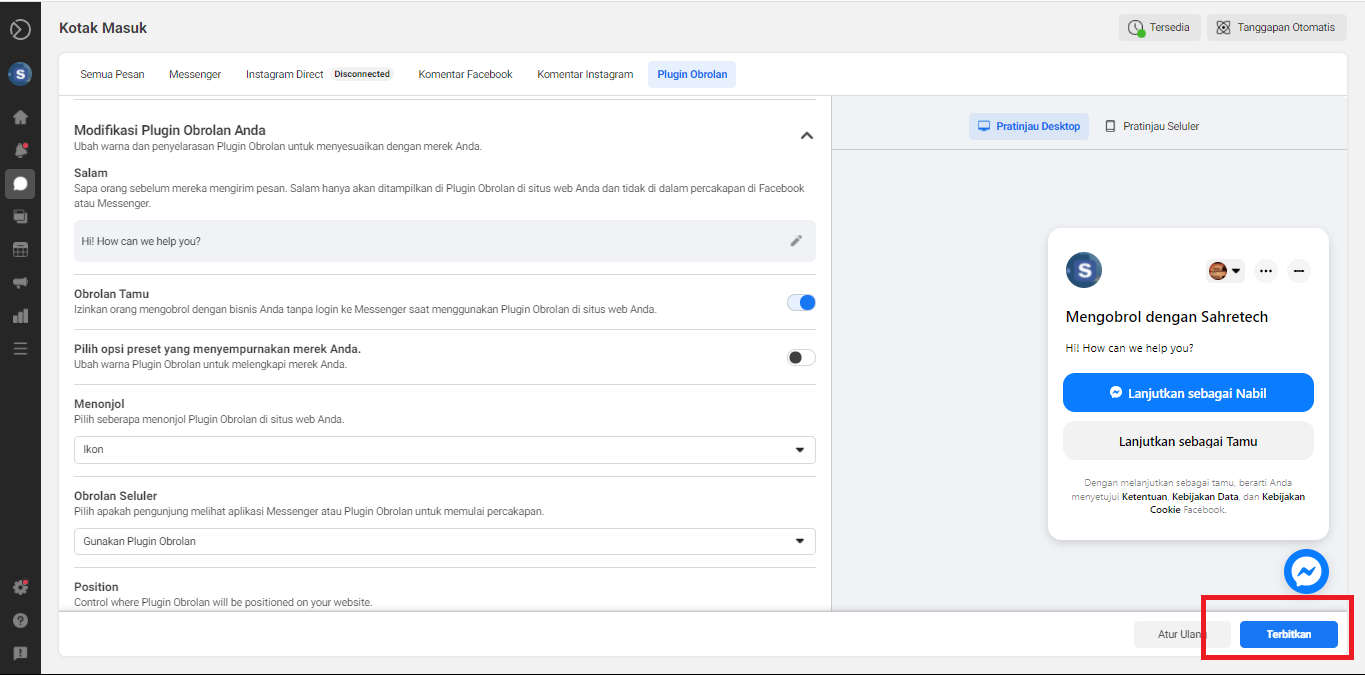 Kotak Masuk
Tersedia
Tanggapan Otomatis
S
Semua Pesan
Messenger
Instagram Direct
Disconnected
Komentar Facebook
Komentar Instagram
Plugin Obrolan
Modifikasi Plugin Obrolan Anda
Ubah warna dan penyelarasan Plugin Obrolan untuk menyesuaikan dengan merek Anda.
Salam
Sapa orang sebelum mereka mengirim pesan. Salam hanya akan ditampilkan di Plugin Obrolan di situs web Anda dan tidak di dalam percakapan di Facebook
atau Messenger.
Hi! How can we help you?
Obrolan Tamu
Izinkan orang mengobrol dengan bisnis Anda tanpa login ke Messenger saat menggunakan Plugin Obrolan di situs web Anda.
Pilih opsi preset yang menyempurnakan merek Anda.
Ubah warna Plugin Obrolan untuk melengkapi merek Anda.
Menonjol
Pilih seberapa menonjol Plugin Obrolan di situs web Anda.
Ikon
Obrolan Seluler
Pilih apakah pengunjung melihat aplikasi Messenger atau Plugin Obrolan untuk memulai percakapan.
Gunakan Plugin Obrolan
Position
Control where Plugin Obrolan will be positioned on your website.
Pratinjau Desktop
Pratinjau Seluler
S
Mengobrol dengan Sahretech
Hi! How can we help you?
Lanjutkan sebagai Nabil
Lanjutkan sebagai Tamu
Dengan melanjutkan sebagai tamu, berarti Anda
menyetujui Ketentuan, Kebijakan Data, dan Kebijakan
Cookie Facebook.
Atur Ulang
Terbitkan